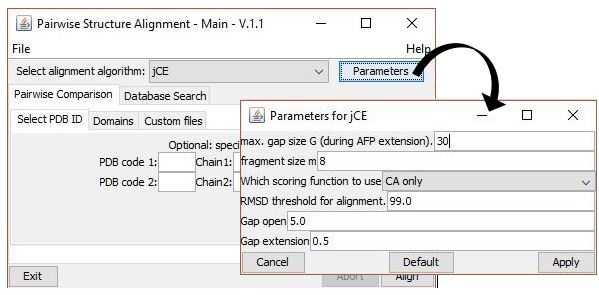 Pairwise Structure Alignment - Main - V.1.1
File Help
Select alignment algorithm: jCE Parameters
Pairwise Comparison Database Search
Select PDB ID Domains Custom files
Optional: speci
PDB code 1: Chain1:
PDB code 2: Chain2:
Exit Abort Align
Parameters for jCE
max. gap size G (during AFP extension). 30
fragment size m 8
Which scoring function to use CA only
RMSD threshold for alignment. 99.0
Gap open 5.0
Gap extension 0.5
Cancel Default Apply